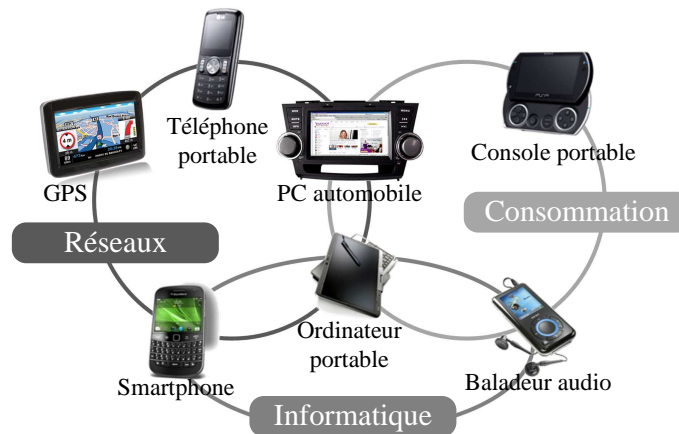 Téléphone
portable
GPS
PC automobile
Console portable
Consommation
Réseaux
Ordinateur
portable
Smartphone
Baladeur audio
Informatique